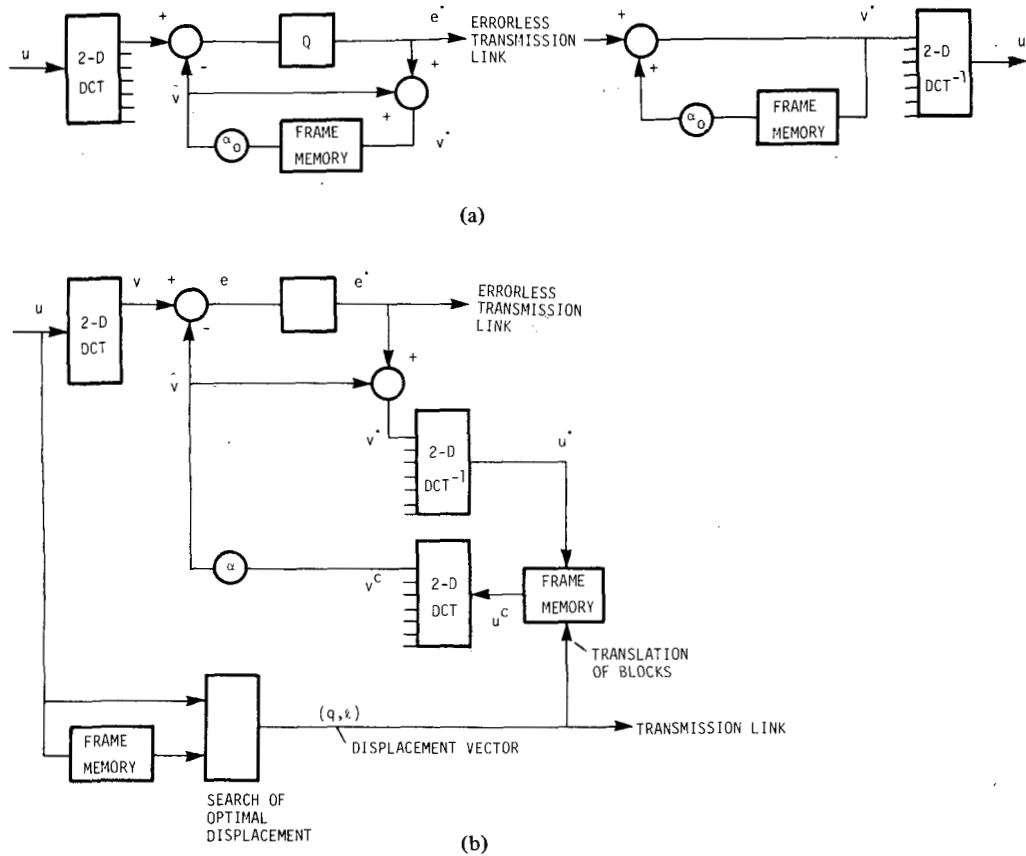 u
2-D
DCT
+
-
Q
e˙
ERRORLESS
TRANSMISSION
LINK
+
+
v̂
α₀
FRAME
MEMORY
v˙
+
+
α₀
FRAME
MEMORY
v˙
2-D
DCT⁻¹
u˙
(a)
u
2-D
DCT
v
+
-
e
e˙
ERRORLESS
TRANSMISSION
LINK
+
v̂
v˙
2-D
DCT⁻¹
u˙
α
v^C
2-D
DCT
u^C
FRAME
MEMORY
TRANSLATION
OF BLOCKS
(q,ℓ)
DISPLACEMENT VECTOR
TRANSMISSION LINK
FRAME
MEMORY
SEARCH OF
OPTIMAL
DISPLACEMENT
(b)